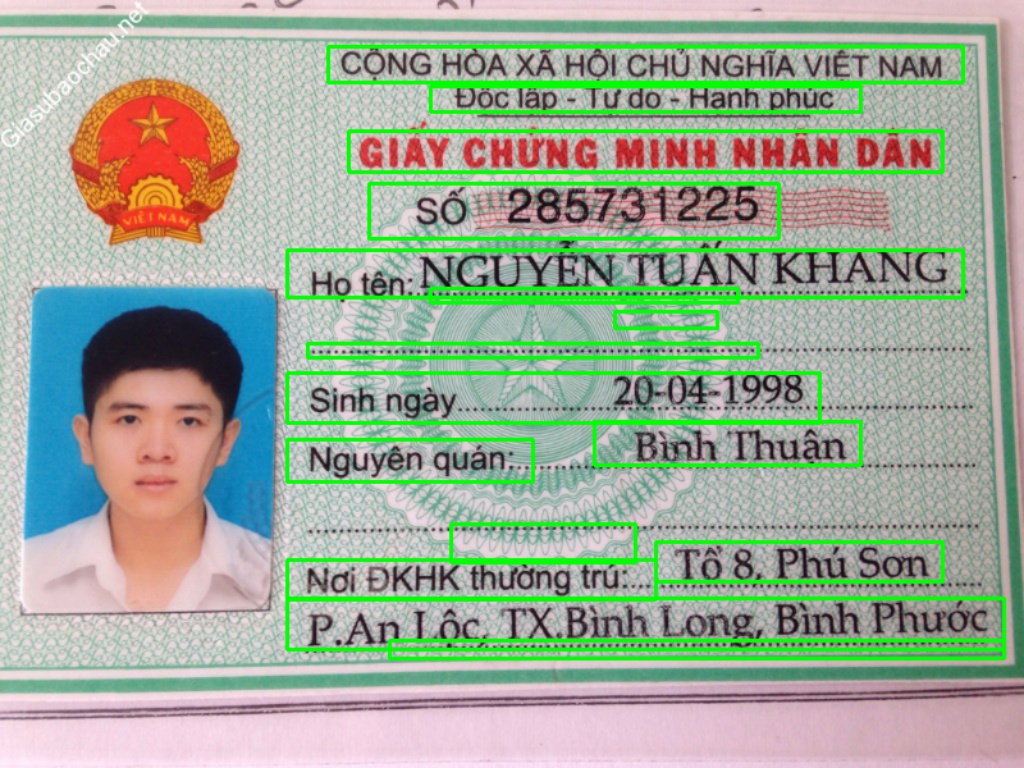 Giasubaochau.net
CỘNG HÒA XÃ HỘI CHỦ NGHĨA VIỆT NAM
Độc lập - Tự do - Hạnh phúc
GIẤY CHỨNG MINH NHÂN DÂN
VIỆT NAM
SỐ 285731225
Họ tên: NGUYỄN TUẤN KHANG
Sinh ngày 20-04-1998
Nguyên quán: Bình Thuận
Nơi ĐKHK thường trú: Tổ 8, Phú Sơn
P.An Lộc, TX.Bình Long, Bình Phước